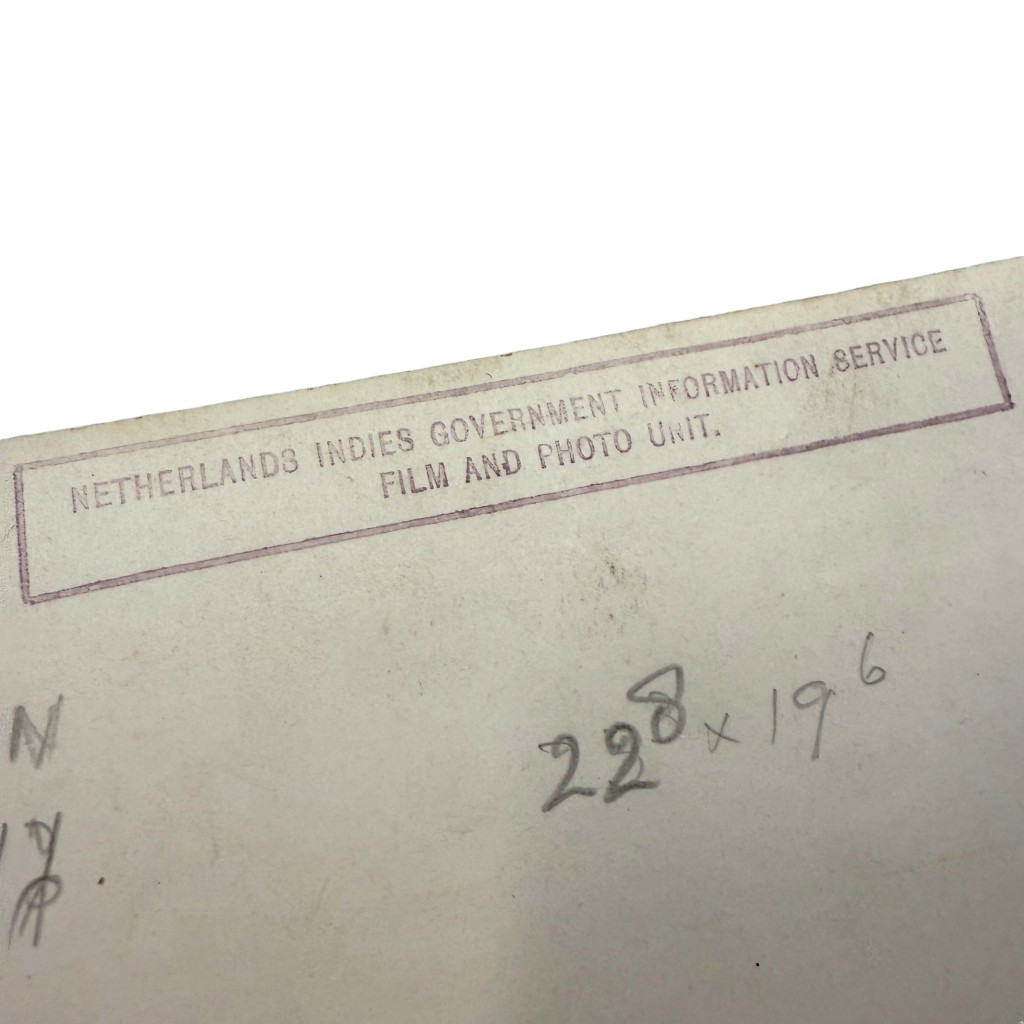 NETHERLANDS INDIES GOVERNMENT INFORMATION SERVICE
FILM AND PHOTO UNIT.
22⁸ x 19⁶
N